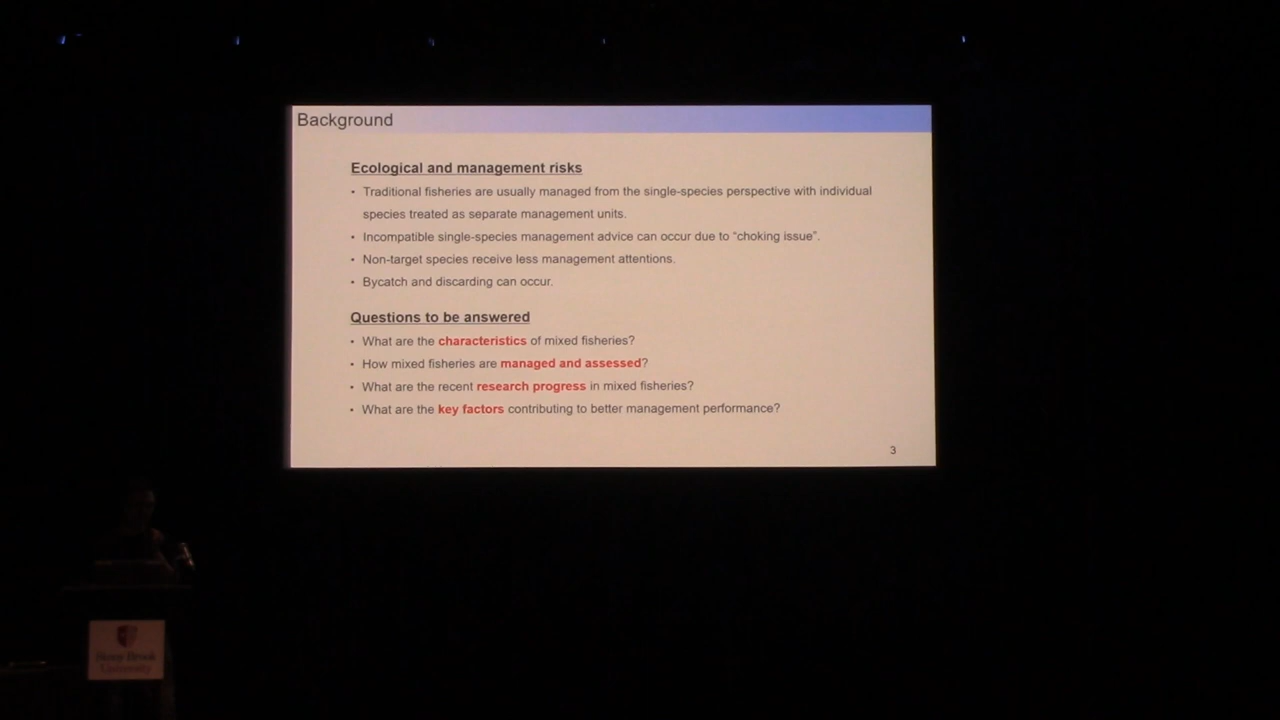 Background
Ecological and management risks
• Traditional fisheries are usually managed from the single-species perspective with individual
species treated as separate management units.
• Incompatible single-species management advice can occur due to “choking issue”.
• Non-target species receive less management attentions.
• Bycatch and discarding can occur.
Questions to be answered
• What are the characteristics of mixed fisheries?
• How mixed fisheries are managed and assessed?
• What are the recent research progress in mixed fisheries?
• What are the key factors contributing to better management performance?
3
Stony Brook
University